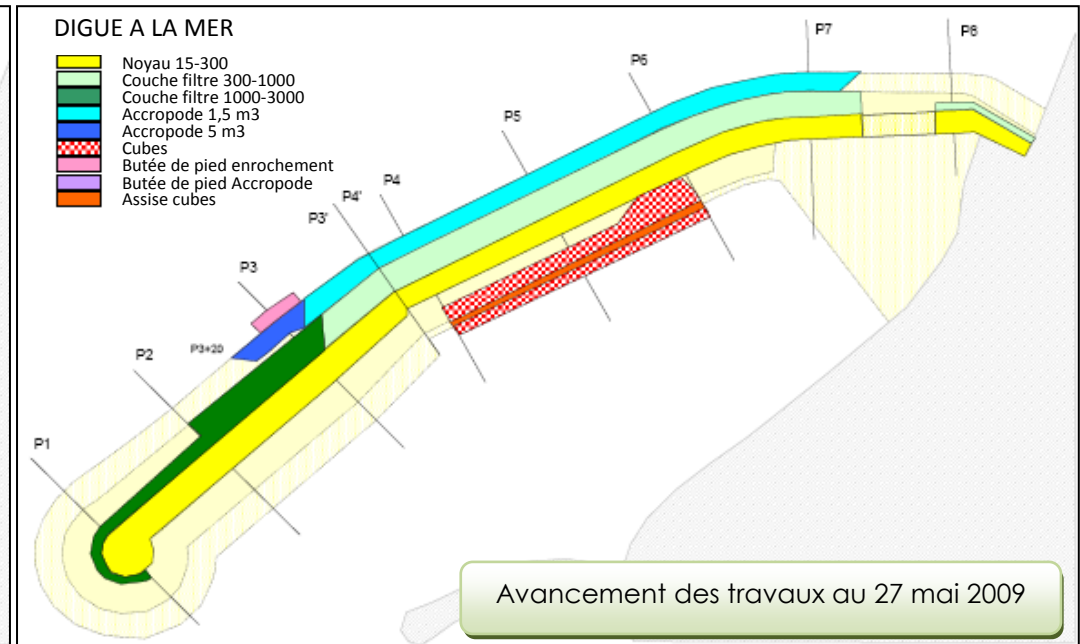 DIGUE A LA MER
Noyau 15-300
Couche filtre 300-1000
Couche filtre 1000-3000
Accropode 1,5 m3
Accropode 5 m3
Cubes
Butée de pied enrochement
Butée de pied Accropode
Assise cubes
P8
P7
P6
P5
P4
P4'
P3'
P3
P3+20
P2
P1
Avancement des travaux au 27 mai 2009